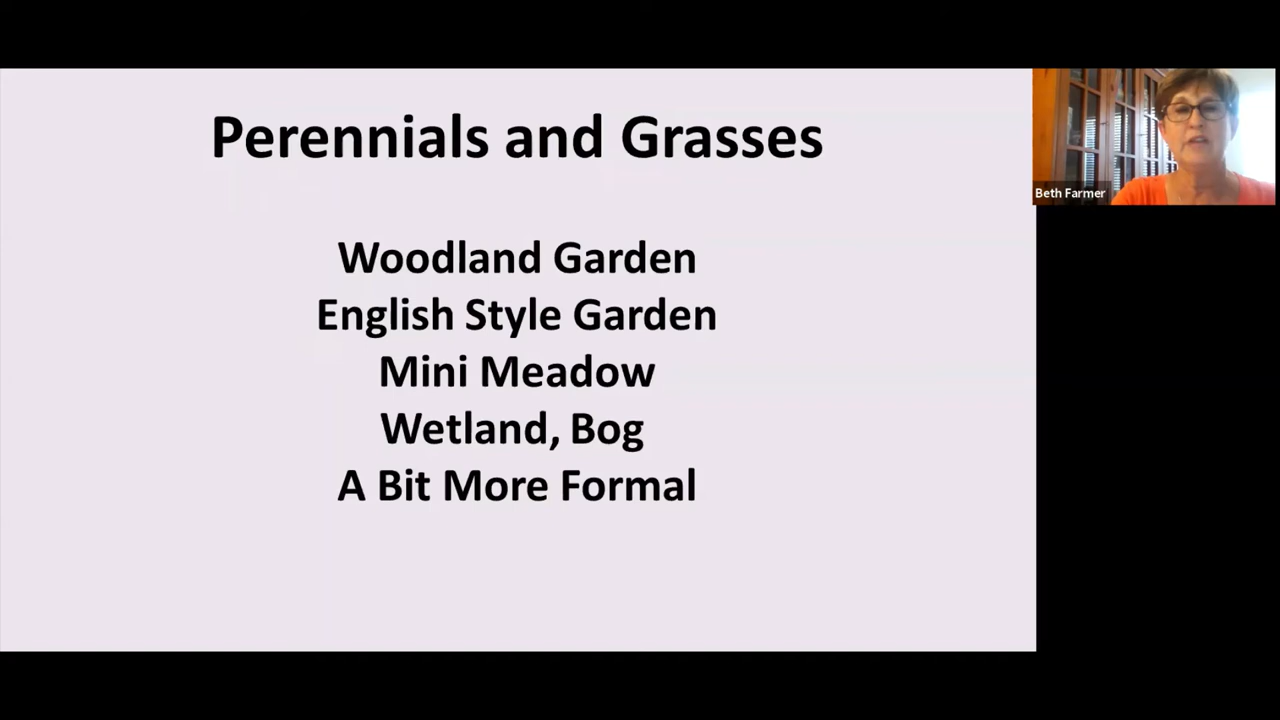 Perennials and Grasses
Woodland Garden
English Style Garden
Mini Meadow
Wetland, Bog
A Bit More Formal
Beth Farmer